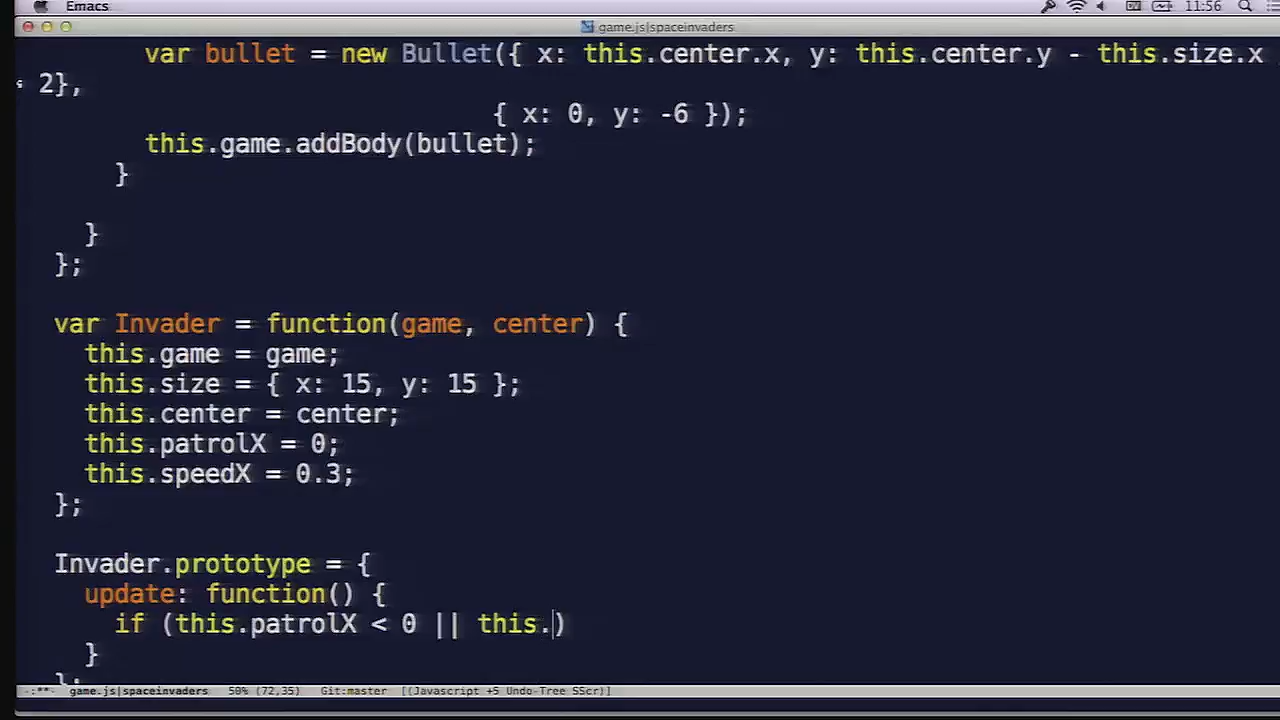 Emacs 11:56
game.js|spaceinvaders
var bullet = new Bullet({ x: this.center.x, y: this.center.y - this.size.x
2},
{ x: 0, y: -6 });
this.game.addBody(bullet);
}
}
};
var Invader = function(game, center) {
this.game = game;
this.size = { x: 15, y: 15 };
this.center = center;
this.patrolX = 0;
this.speedX = 0.3;
};
Invader.prototype = {
update: function() {
if (this.patrolX < 0 || this.)
}
};
-:**- game.js|spaceinvaders 50% (72,35) Git:master [(Javascript +5 Undo-Tree SScr)]